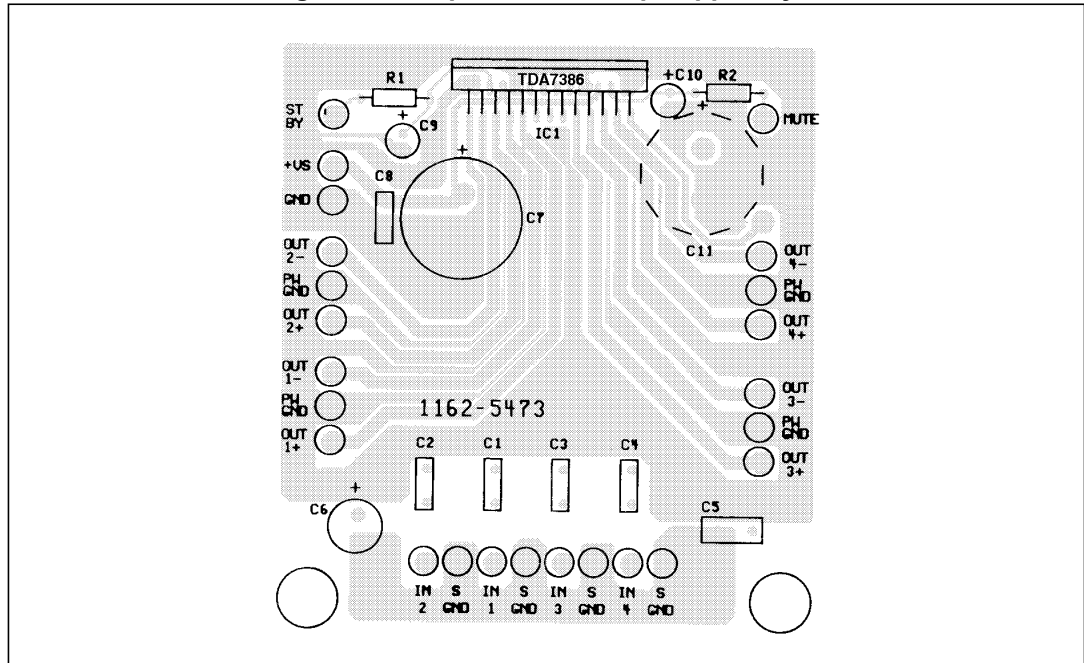 R1
TDA7386
+C10
R2
ST
BY
+
C9
IC1
+
MUTE
+VS
+
C8
GND
C7
OUT
2-
C11
OUT
4-
PW
GND
PW
GND
OUT
2+
OUT
4+
OUT
1-
OUT
3-
PW
GND
1162-5473
PW
GND
OUT
1+
C2
C1
C3
C4
OUT
3+
+
C6
C5
IN
2
S
GND
IN
1
S
GND
IN
3
S
GND
IN
4
S
GND